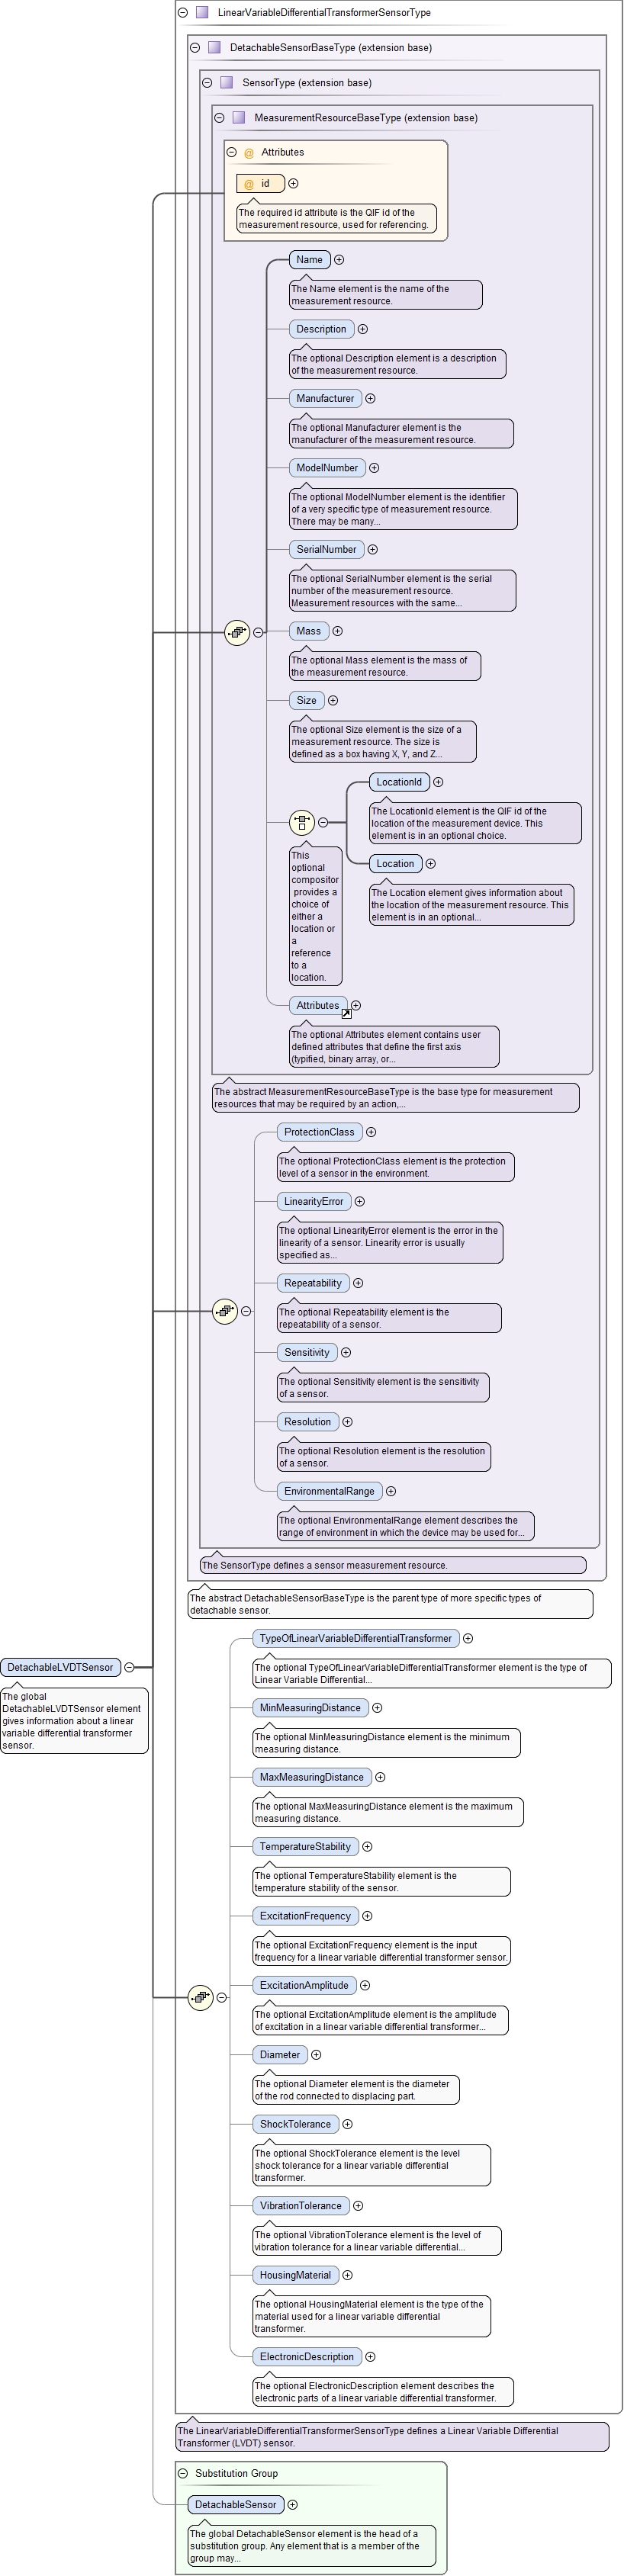 LinearVariableDifferentialTransformerSensorType
DetachableSensorBaseType (extension base)
SensorType (extension base)
MeasurementResourceBaseType (extension base)
@ Attributes
@ id
The required id attribute is the QIF id of the
measurement resource, used for referencing.
Name
The Name element is the name of the
measurement resource.
Description
The optional Description element is a description
of the measurement resource.
Manufacturer
The optional Manufacturer element is the
manufacturer of the measurement resource.
ModelNumber
The optional ModelNumber element is the identifier
of a very specific type of measurement resource.
There may be many...
SerialNumber
The optional SerialNumber element is the serial
number of the measurement resource.
Measurement resources with the same...
Mass
The optional Mass element is the mass of
the measurement resource.
Size
The optional Size element is the size of a
measurement resource. The size is
defined as a box having X, Y, and Z...
LocationId
The LocationId element is the QIF id of the
location of the measurement device. This
element is in an optional choice.
Location
The Location element gives information about
the location of the measurement resource. This
element is in an optional...
This
optional
compositor
provides a
choice of
either a
location or
a
reference
to a
location.
Attributes
The optional Attributes element contains user
defined attributes that define the first axis
(typified, binary array, or...
The abstract MeasurementResourceBaseType is the base type for measurement
resources that may be required by an action,...
ProtectionClass
The optional ProtectionClass element is the protection
level of a sensor in the environment.
LinearityError
The optional LinearityError element is the error in the
linearity of a sensor. Linearity error is usually
specified as...
Repeatability
The optional Repeatability element is the
repeatability of a sensor.
Sensitivity
The optional Sensitivity element is the sensitivity
of a sensor.
Resolution
The optional Resolution element is the resolution
of a sensor.
EnvironmentalRange
The optional EnvironmentalRange element describes the
range of environment in which the device may be used for...
The SensorType defines a sensor measurement resource.
The abstract DetachableSensorBaseType is the parent type of more specific types of
detachable sensor.
DetachableLVDTSensor
The global
DetachableLVDTSensor element
gives information about a linear
variable differential transformer
sensor.
TypeOfLinearVariableDifferentialTransformer
The optional TypeOfLinearVariableDifferentialTransformer element is the type of
Linear Variable Differential...
MinMeasuringDistance
The optional MinMeasuringDistance element is the minimum
measuring distance.
MaxMeasuringDistance
The optional MaxMeasuringDistance element is the maximum
measuring distance.
TemperatureStability
The optional TemperatureStability element is the
temperature stability of the sensor.
ExcitationFrequency
The optional ExcitationFrequency element is the input
frequency for a linear variable differential transformer sensor.
ExcitationAmplitude
The optional ExcitationAmplitude element is the amplitude
of excitation in a linear variable differential transformer...
Diameter
The optional Diameter element is the diameter
of the rod connected to displacing part.
ShockTolerance
The optional ShockTolerance element is the level
shock tolerance for a linear variable differential
transformer.
VibrationTolerance
The optional VibrationTolerance element is the level of
vibration tolerance for a linear variable differential...
HousingMaterial
The optional HousingMaterial element is the type of the
material used for a linear variable differential
transformer.
ElectronicDescription
The optional ElectronicDescription element describes the
electronic parts of a linear variable differential transformer.
The LinearVariableDifferentialTransformerSensorType defines a Linear Variable Differential
Transformer (LVDT) sensor.
Substitution Group
DetachableSensor
The global DetachableSensor element is the head of a
substitution group. Any element that is a member of the
group may...